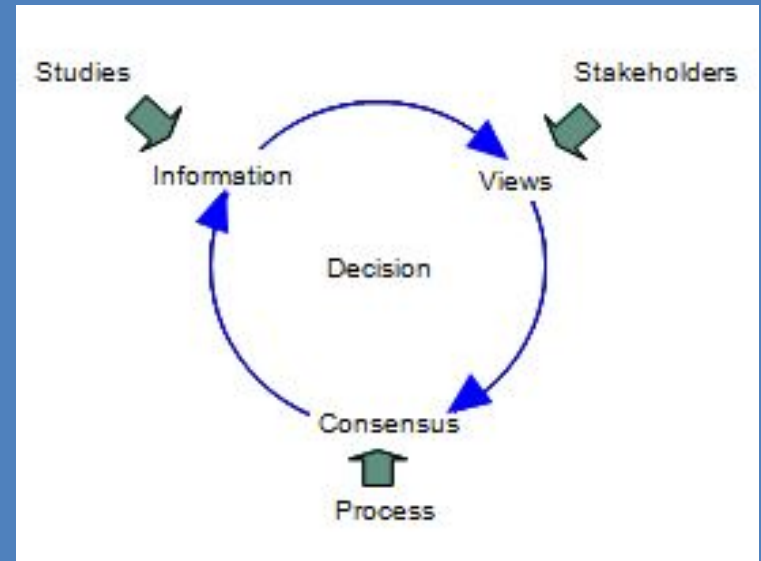 Studies
Stakeholders
Information
Views
Decision
Consensus
Process